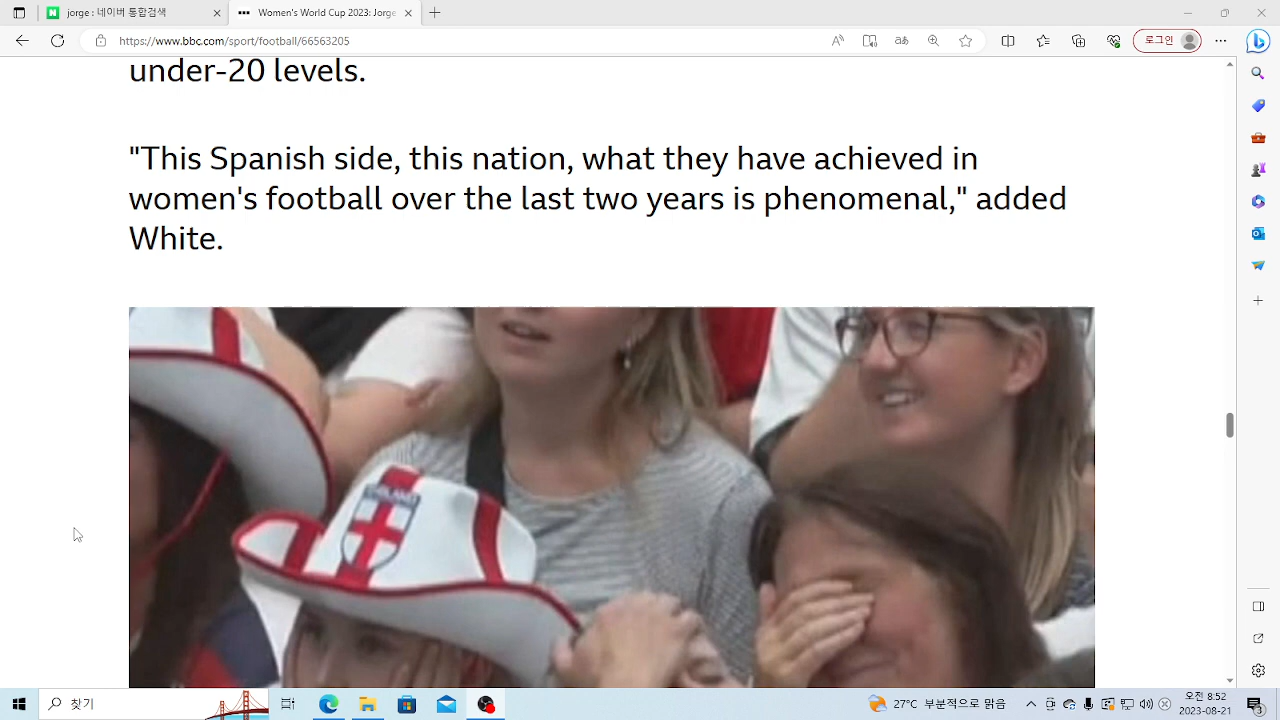 jorge : 네이버 통합검색
Women's World Cup 2023: Jorge
https://www.bbc.com/sport/football/66563205
로그인
under-20 levels.
"This Spanish side, this nation, what they have achieved in
women's football over the last two years is phenomenal," added
White.
ENGLAND
찾기
27°C 부분적으로 맑음
오전 8:52
2023-08-21
3